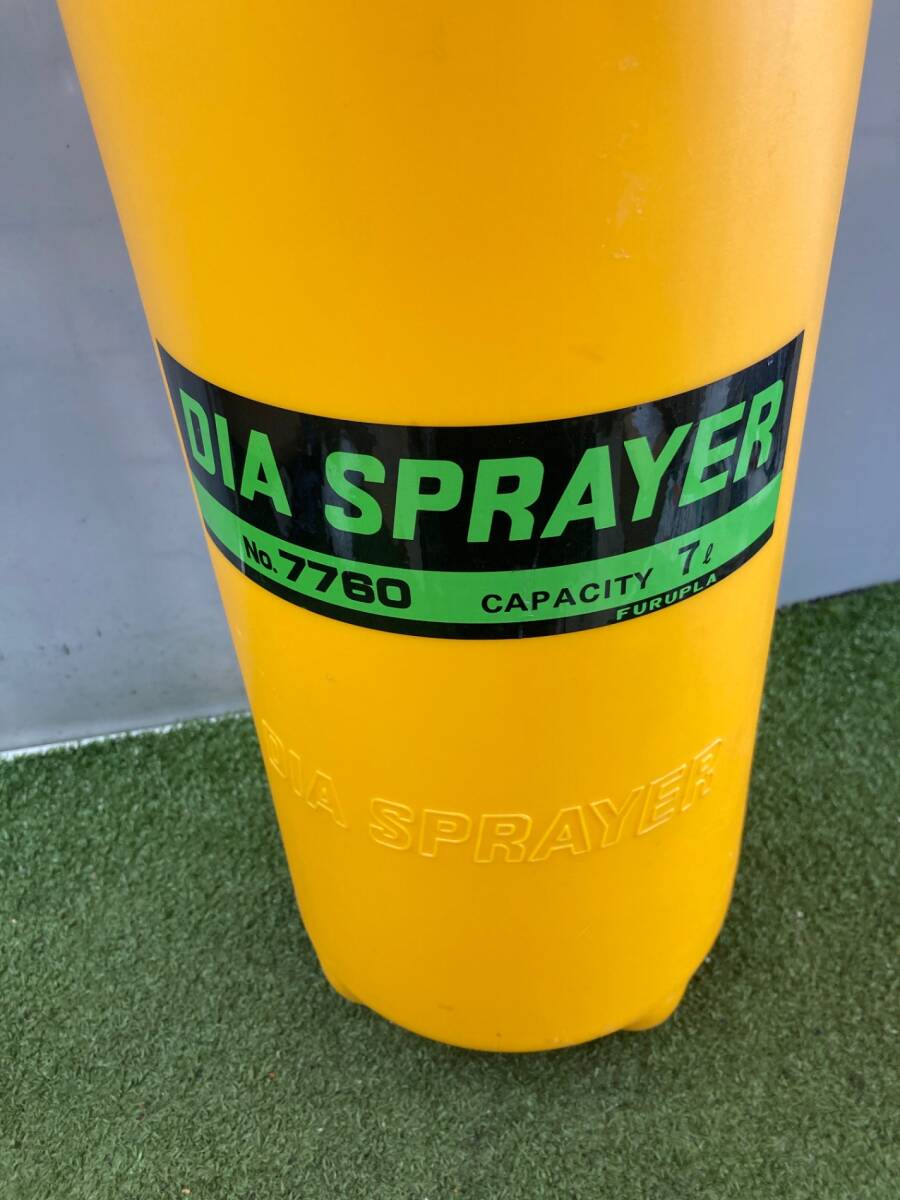 DIA SPRAYER
No.7760 CAPACITY 7ℓ
FURUPLA
DIA SPRAYER